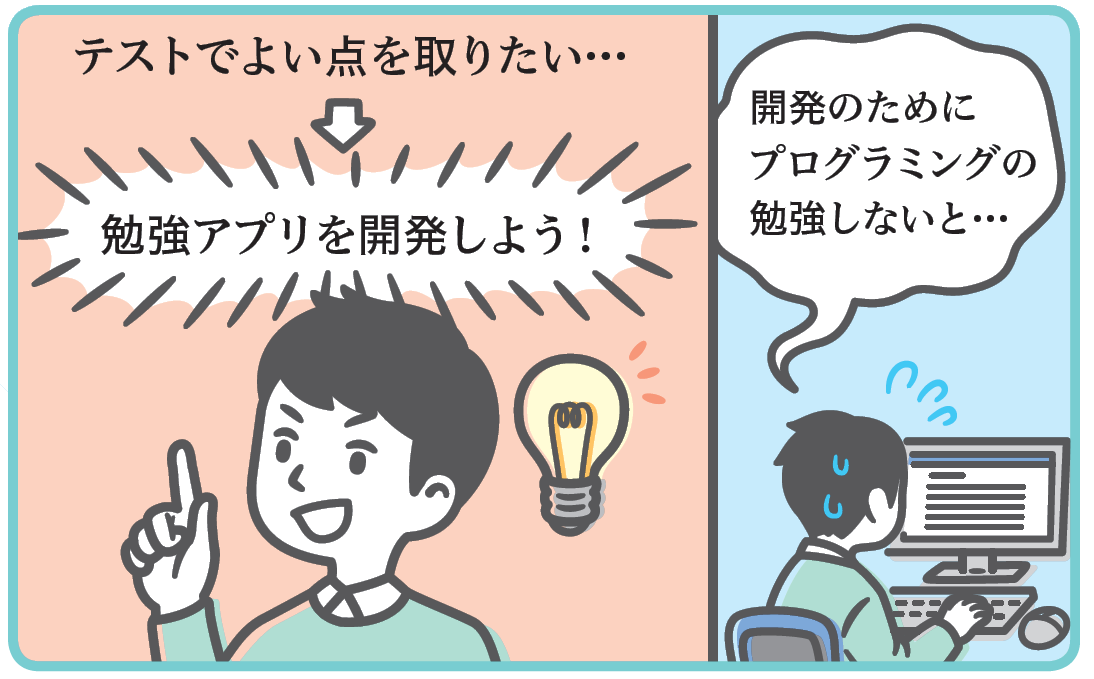 テストでよい点を取りたい…
勉強アプリを開発しよう！
開発のために
プログラミングの
勉強しないと…